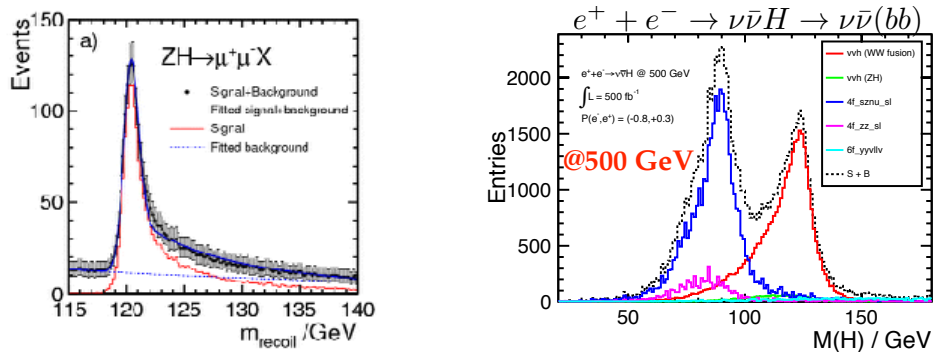 150
100
50
0
Events
a)
ZH→μ⁺μ⁻X
Signal+Background
Fitted signal+background
Signal
Fitted background
115 120 125 130 135 140
m_recoil /GeV
e⁺ + e⁻ → νν̄H → νν̄(bb)
2000
1500
1000
500
0
Entries
e⁺+e⁻→νν̄H @ 500 GeV
∫L = 500 fb⁻¹
P(e⁻,e⁺) = (-0.8,+0.3)
@500 GeV
vvh (WW fusion)
vvh (ZH)
4f_sznu_sl
4f_zz_sl
6f_yyvllv
S + B
50 100 150
M(H) / GeV